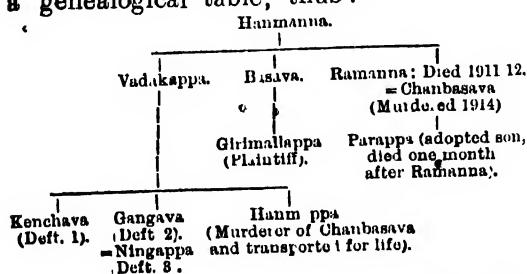 a genealogical table, thus:
Hanmanna.
Vadakappa. Basava. Ramanna: Died 1911 12.
= Chanbasava
(Murdered 1914)
Girimallappa Parappa (adopted son,
(Plaintiff). died one month
after Ramanna).
Kenchava Gangava Hanm ppa
(Deft. 1). (Deft 2). (Murderer of Chanbasava
= Ningappa and transported for life).
Deft. 3.